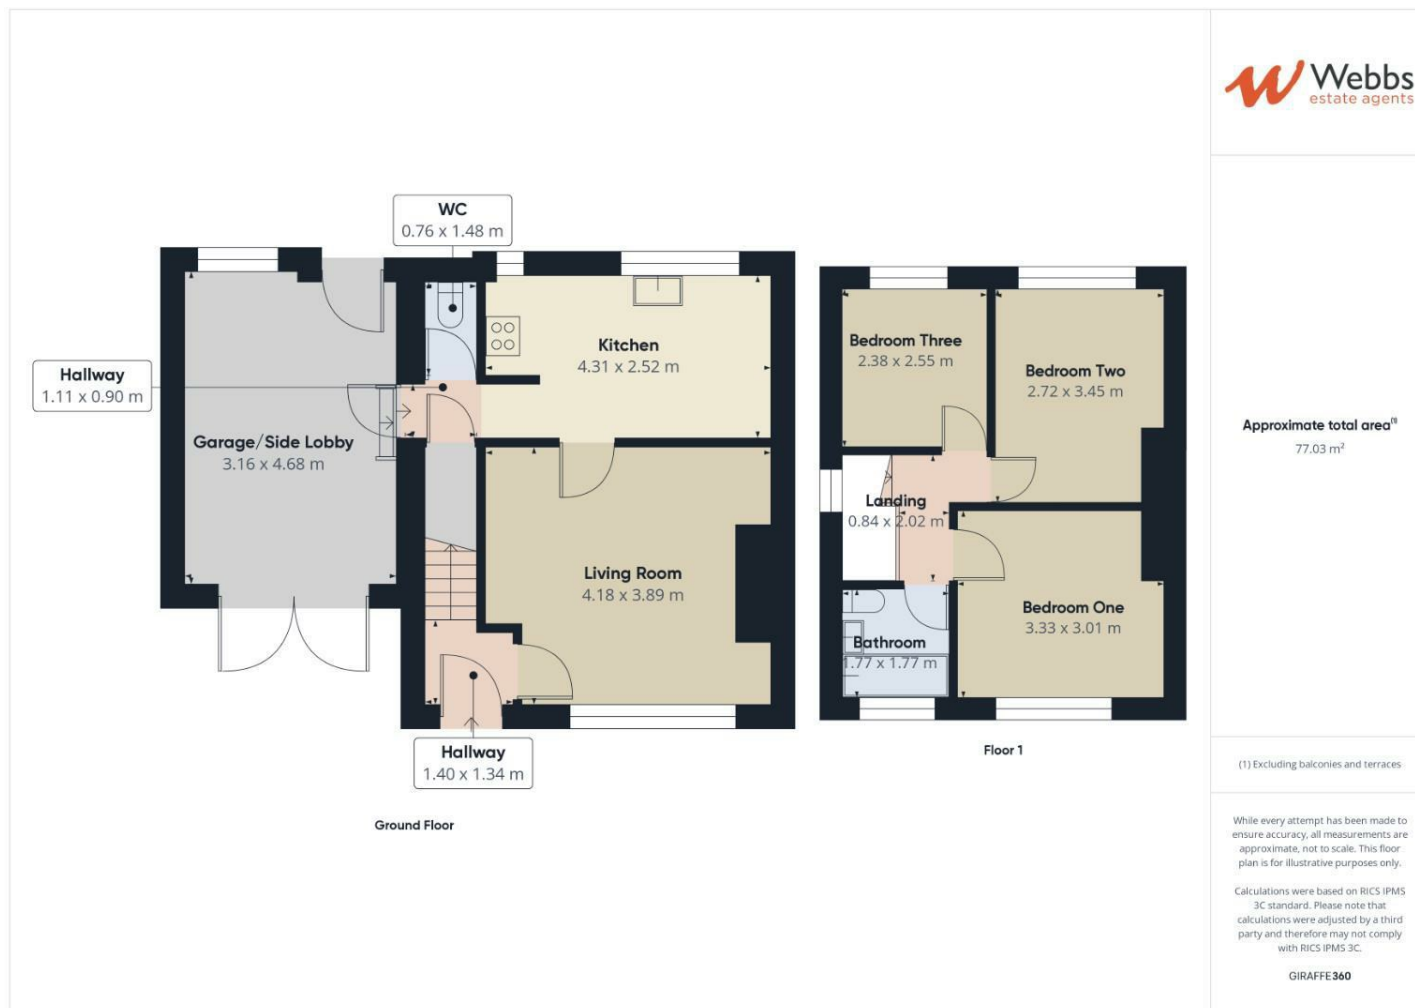 Webbs
estate agents
WC
0.76 x 1.48 m
Kitchen
4.31 x 2.52 m
Hallway
1.11 x 0.90 m
Garage/Side Lobby
3.16 x 4.68 m
Living Room
4.18 x 3.89 m
Hallway
1.40 x 1.34 m
Ground Floor
Bedroom Three
2.38 x 2.55 m
Bedroom Two
2.72 x 3.45 m
Landing
0.84 x 2.02 m
Bedroom One
3.33 x 3.01 m
Bathroom
1.77 x 1.77 m
Floor 1
Approximate total area⁽¹⁾
77.03 m²
(1) Excluding balconies and terraces
While every attempt has been made to
ensure accuracy, all measurements are
approximate, not to scale. This floor
plan is for illustrative purposes only.
Calculations were based on RICS IPMS
3C standard. Please note that
calculations were adjusted by a third
party and therefore may not comply
with RICS IPMS 3C.
GIRAFFE360